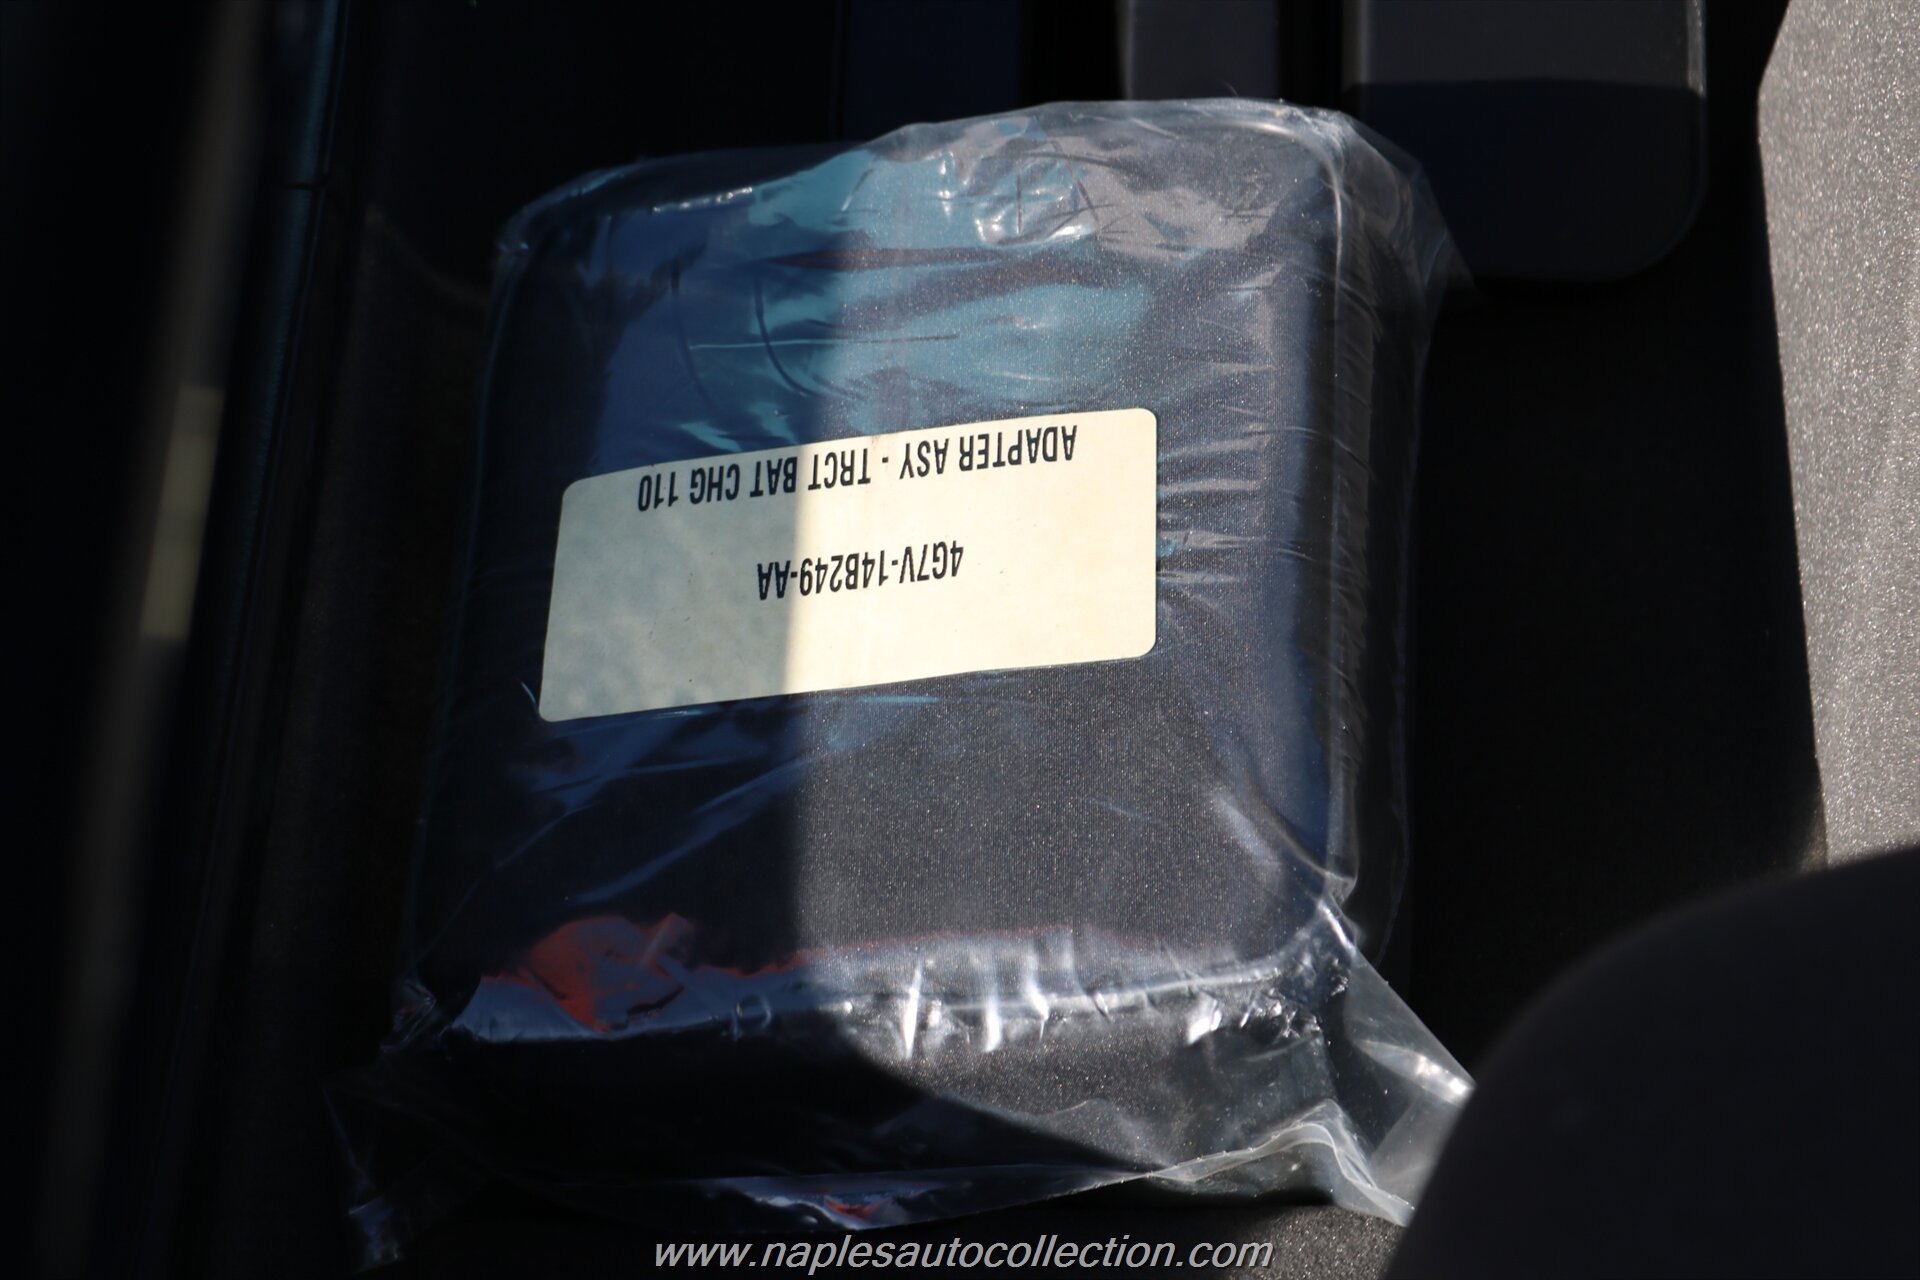 ADAPTER ASY - TRCT BAT CHG 110
4G7V-14B249-AA
www.naplesautocollection.com